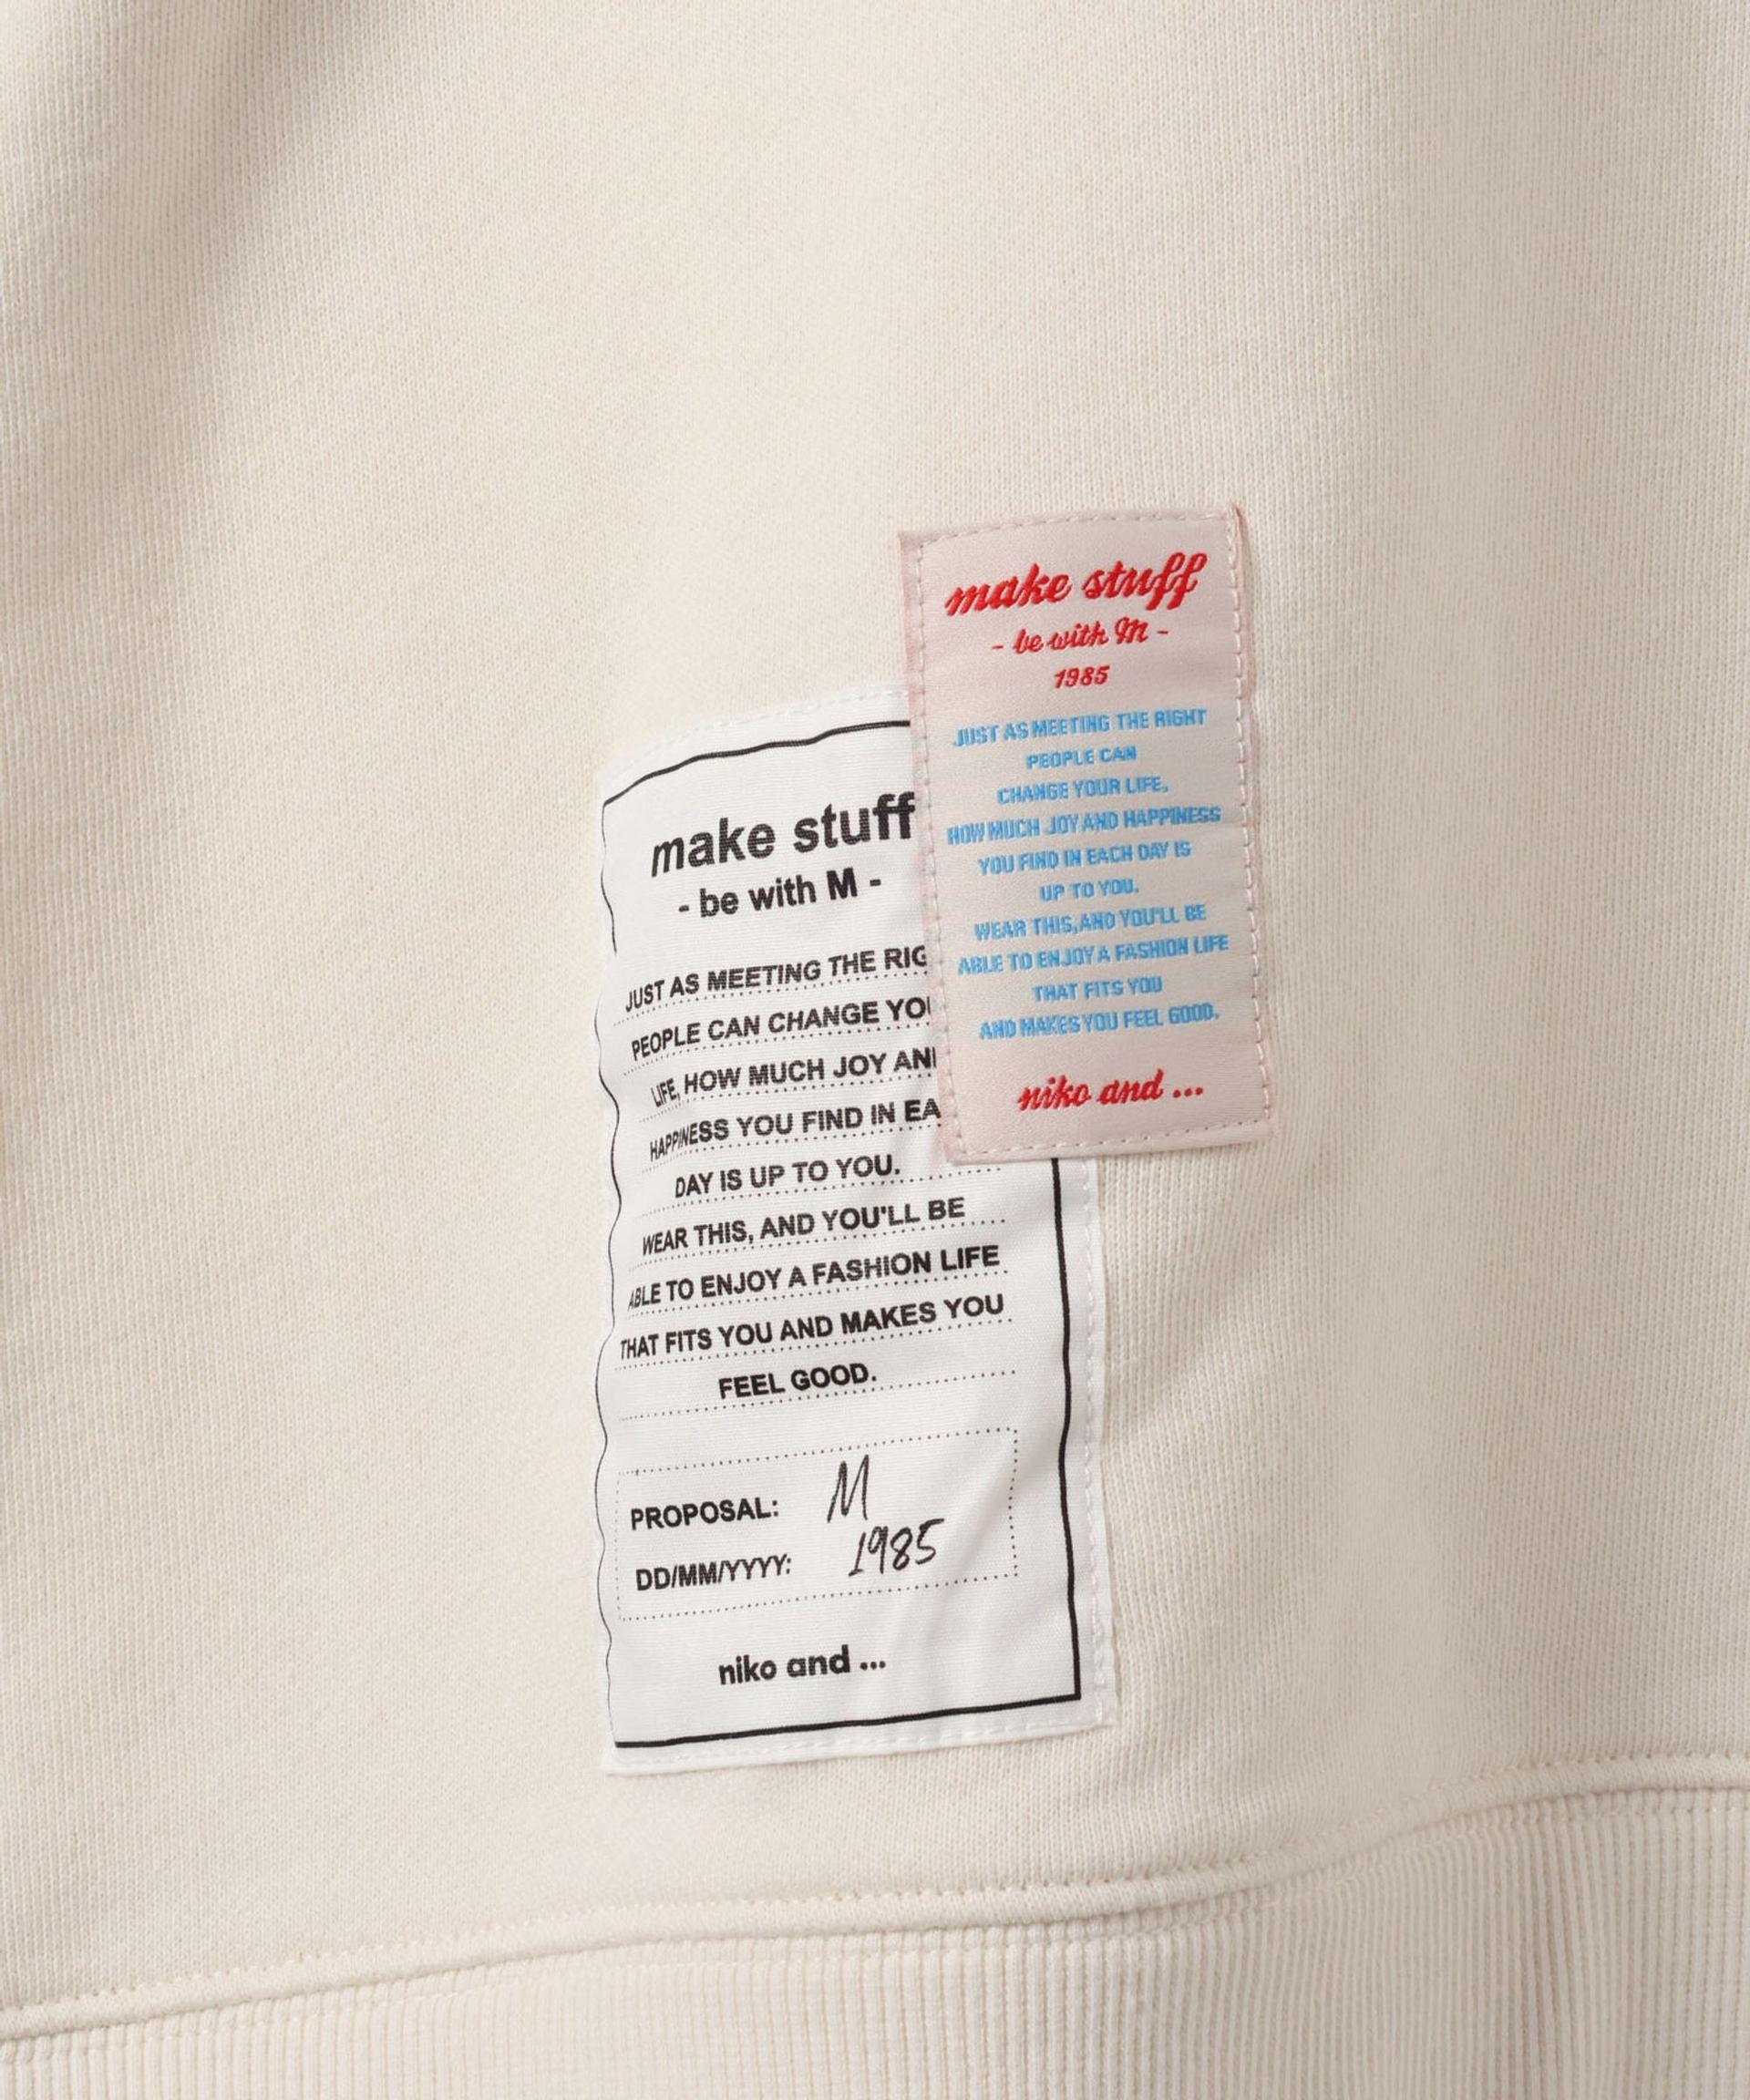 make stuff
- be with M -
1985
JUST AS MEETING THE RIGHT
PEOPLE CAN
CHANGE YOUR LIFE,
HOW MUCH JOY AND HAPPINESS
YOU FIND IN EACH DAY IS
UP TO YOU.
WEAR THIS,AND YOU'LL BE
ABLE TO ENJOY A FASHION LIFE
THAT FITS YOU
AND MAKES YOU FEEL GOOD.
niko and ...
make stuff
- be with M -
JUST AS MEETING THE
PEOPLE CAN CHANGE
LIFE, HOW MUCH JOY
HAPPINESS YOU FIND IN
DAY IS UP TO YOU.
WEAR THIS, AND YOU'LL BE
ABLE TO ENJOY A FASHION LIFE
THAT FITS YOU AND MAKES YOU
FEEL GOOD.
PROPOSAL: M
DD/MM/YYYY: 1985
niko and ...